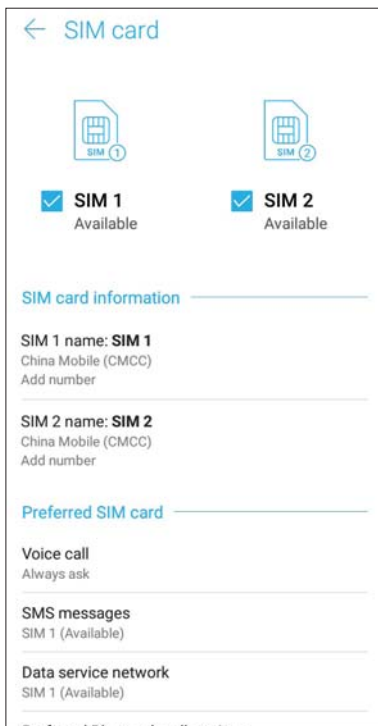 SIM card
SIM 1 SIM 2
SIM 1 SIM 2
Available Available
SIM card information
SIM 1 name: SIM 1
China Mobile (CMCC)
Add number
SIM 2 name: SIM 2
China Mobile (CMCC)
Add number
Preferred SIM card
Voice call
Always ask
SMS messages
SIM 1 (Available)
Data service network
SIM 1 (Available)